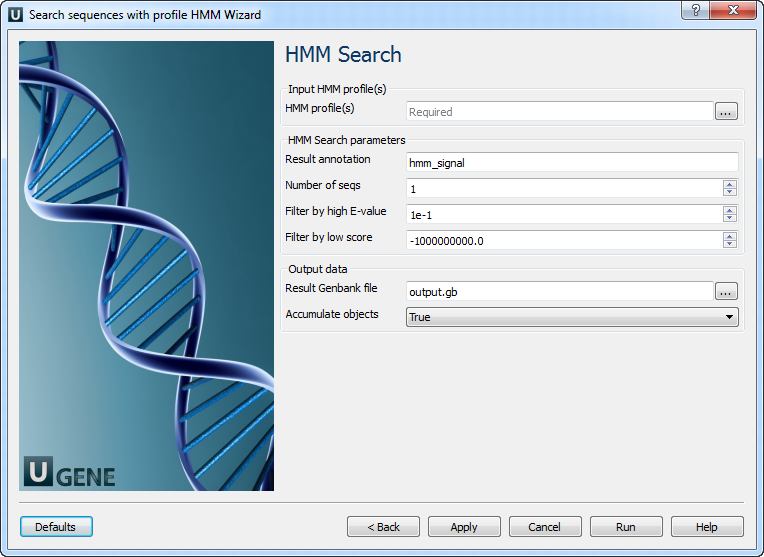 Search sequences with profile HMM Wizard
HMM Search
Input HMM profile(s)
HMM profile(s) Required ...
HMM Search parameters
Result annotation hmm_signal
Number of seqs 1
Filter by high E-value 1e-1
Filter by low score -1000000000.0
Output data
Result Genbank file output.gb ...
Accumulate objects True
U GENE
Defaults < Back Apply Cancel Run Help